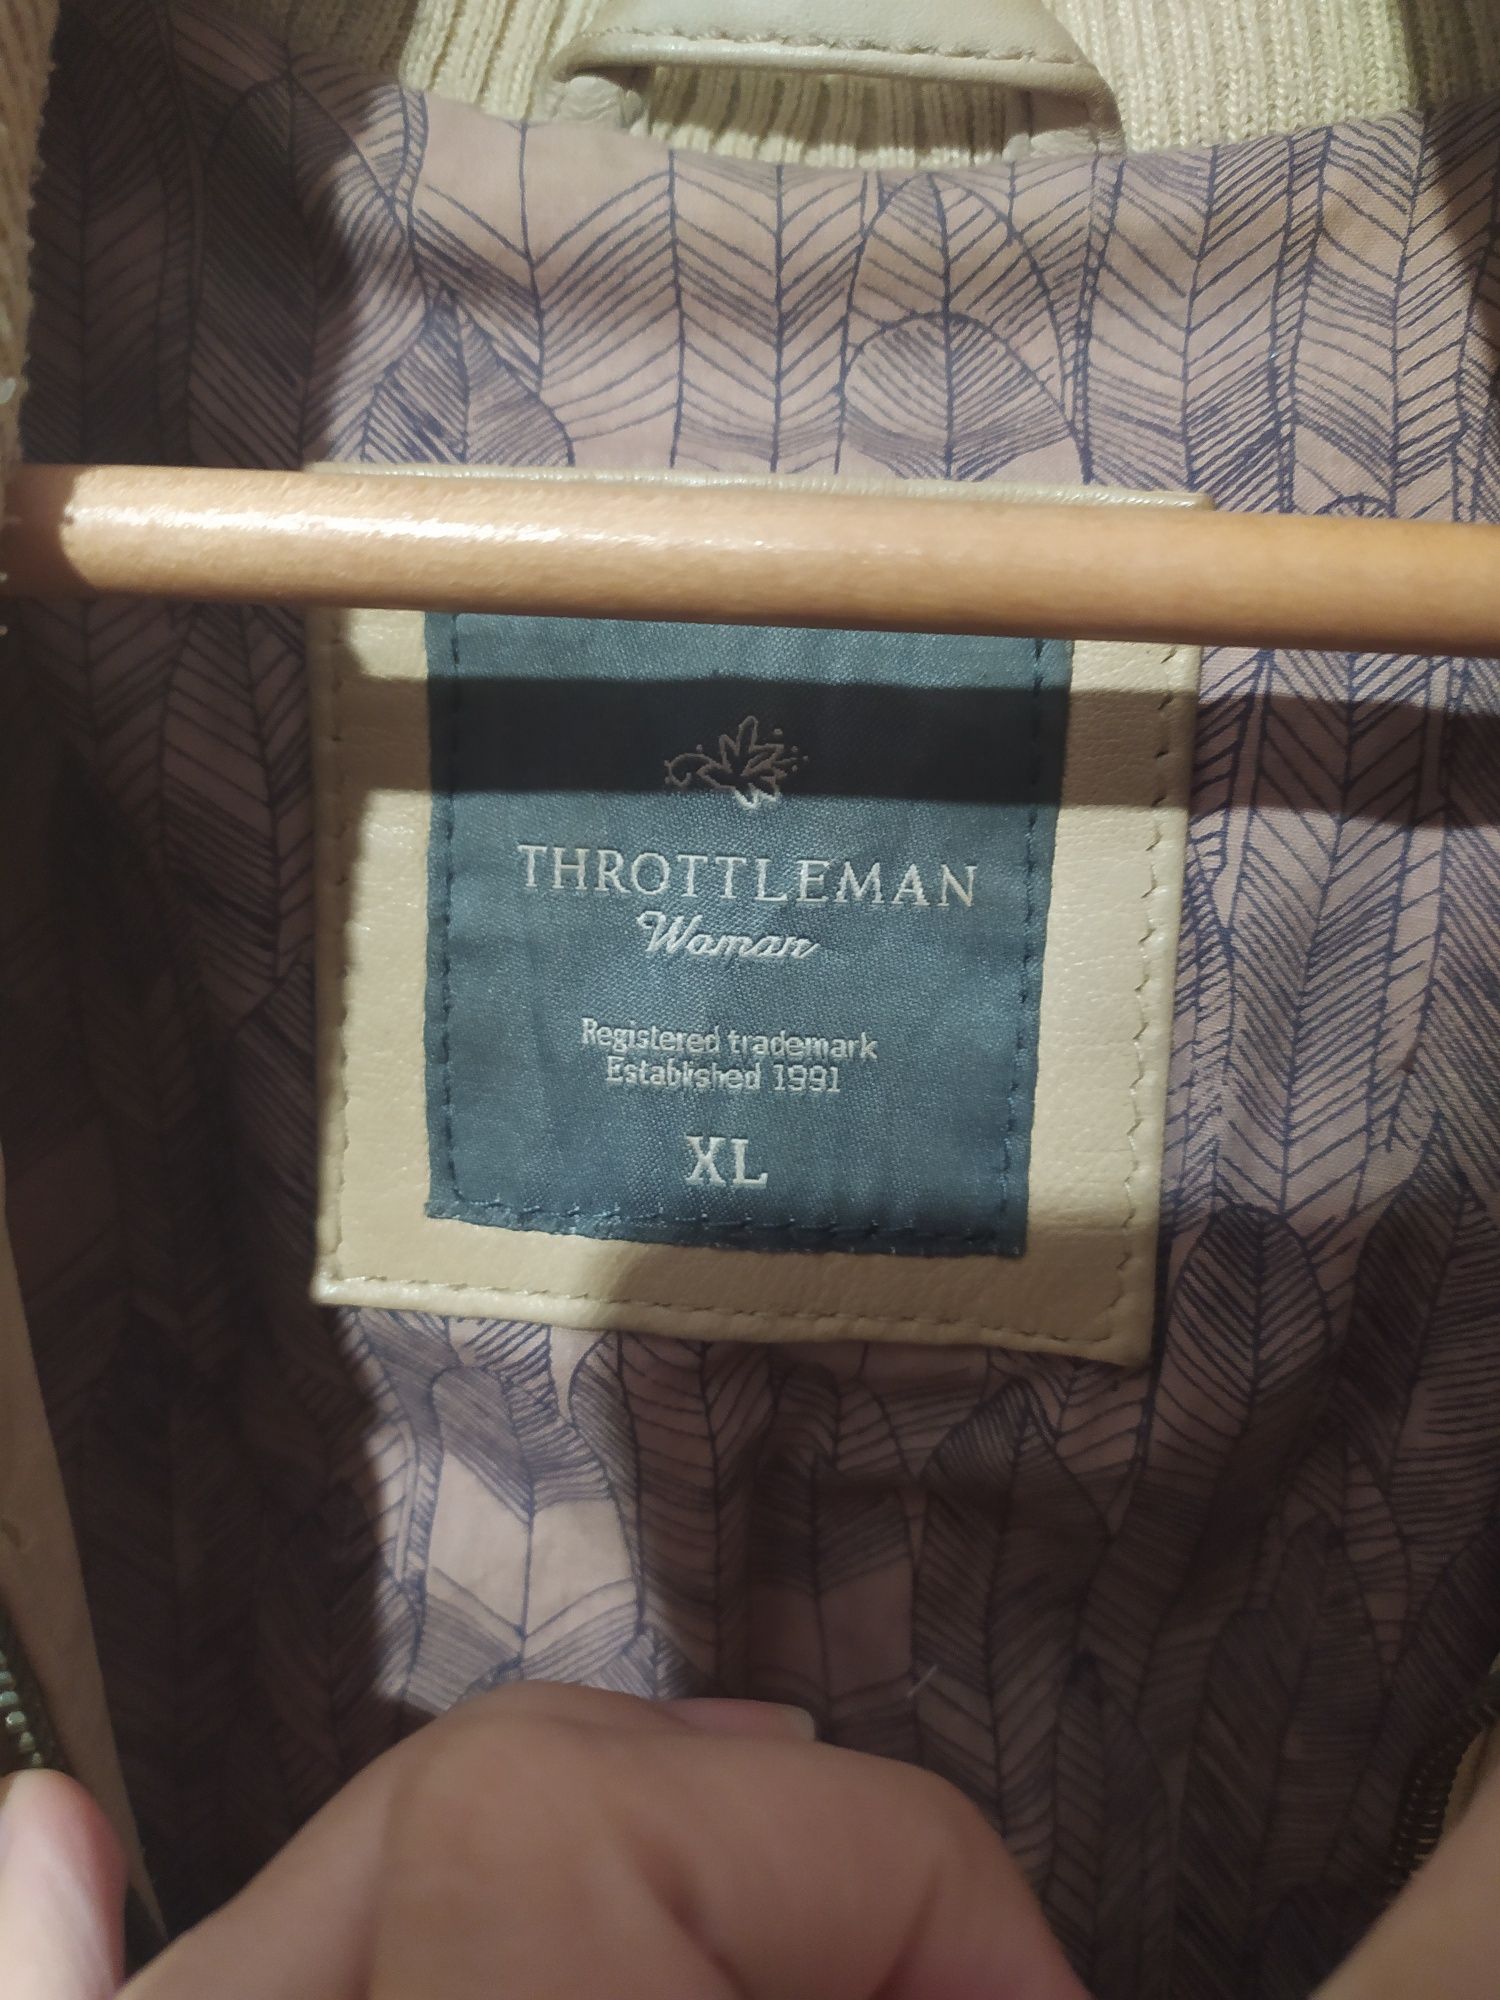 THROTTLEMAN
Woman
Registered trademark
Established 1991
XL